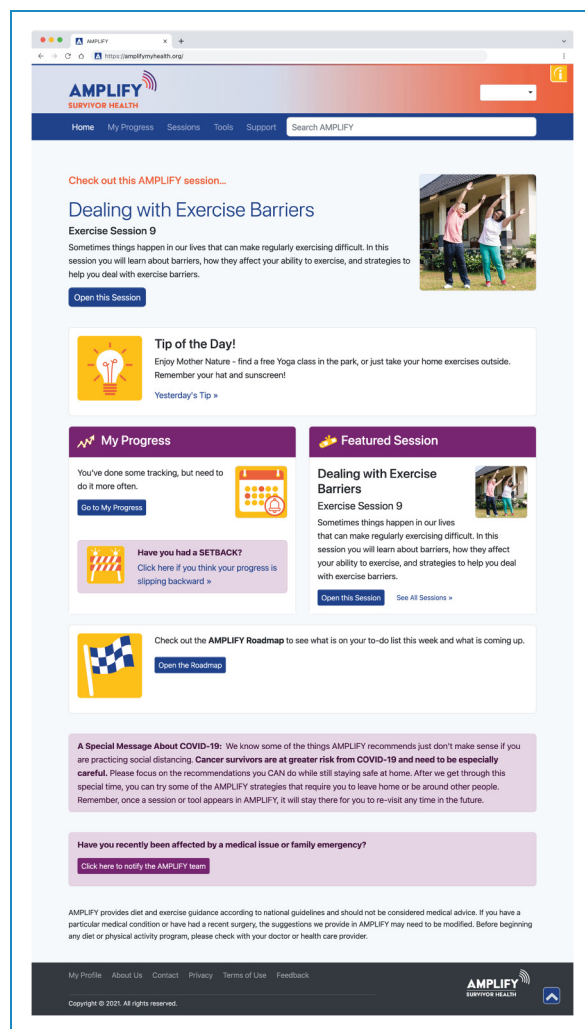 AMPLIFY
https://amplifymyhealth.org/
AMPLIFY
SURVIVOR HEALTH
Home My Progress Sessions Tools Support Search AMPLIFY
Check out this AMPLIFY session...
Dealing with Exercise Barriers
Exercise Session 9
Sometimes things happen in our lives that can make regularly exercising difficult. In this
session you will learn about barriers, how they affect your ability to exercise, and strategies to
help you deal with exercise barriers.
Open this Session
Tip of the Day!
Enjoy Mother Nature - find a free Yoga class in the park, or just take your home exercises outside.
Remember your hat and sunscreen!
Yesterday's Tip »
My Progress
You've done some tracking, but need to
do it more often.
Go to My Progress
Have you had a SETBACK?
Click here if you think your progress is
slipping backward »
Featured Session
Dealing with Exercise
Barriers
Exercise Session 9
Sometimes things happen in our lives
that can make regularly exercising difficult. In this
session you will learn about barriers, how they affect
your ability to exercise, and strategies to help you deal
with exercise barriers.
Open this Session See All Sessions »
Check out the AMPLIFY Roadmap to see what is on your to-do list this week and what is coming up.
Open the Roadmap
A Special Message About COVID-19: We know some of the things AMPLIFY recommends just don't make sense if you
are practicing social distancing. Cancer survivors are at greater risk from COVID-19 and need to be especially
careful. Please focus on the recommendations you CAN do while still staying safe at home. After we get through this
special time, you can try some of the AMPLIFY strategies that require you to leave home or be around other people.
Remember, once a session or tool appears in AMPLIFY, it will stay there for you to re-visit any time in the future.
Have you recently been affected by a medical issue or family emergency?
Click here to notify the AMPLIFY team
AMPLIFY provides diet and exercise guidance according to national guidelines and should not be considered medical advice. If you have a
particular medical condition or have had a recent surgery, the suggestions we provide in AMPLIFY may need to be modified. Before beginning
any diet or physical activity program, please check with your doctor or health care provider.
My Profile About Us Contact Privacy Terms of Use Feedback
Copyright © 2021. All rights reserved.
AMPLIFY
SURVIVOR HEALTH